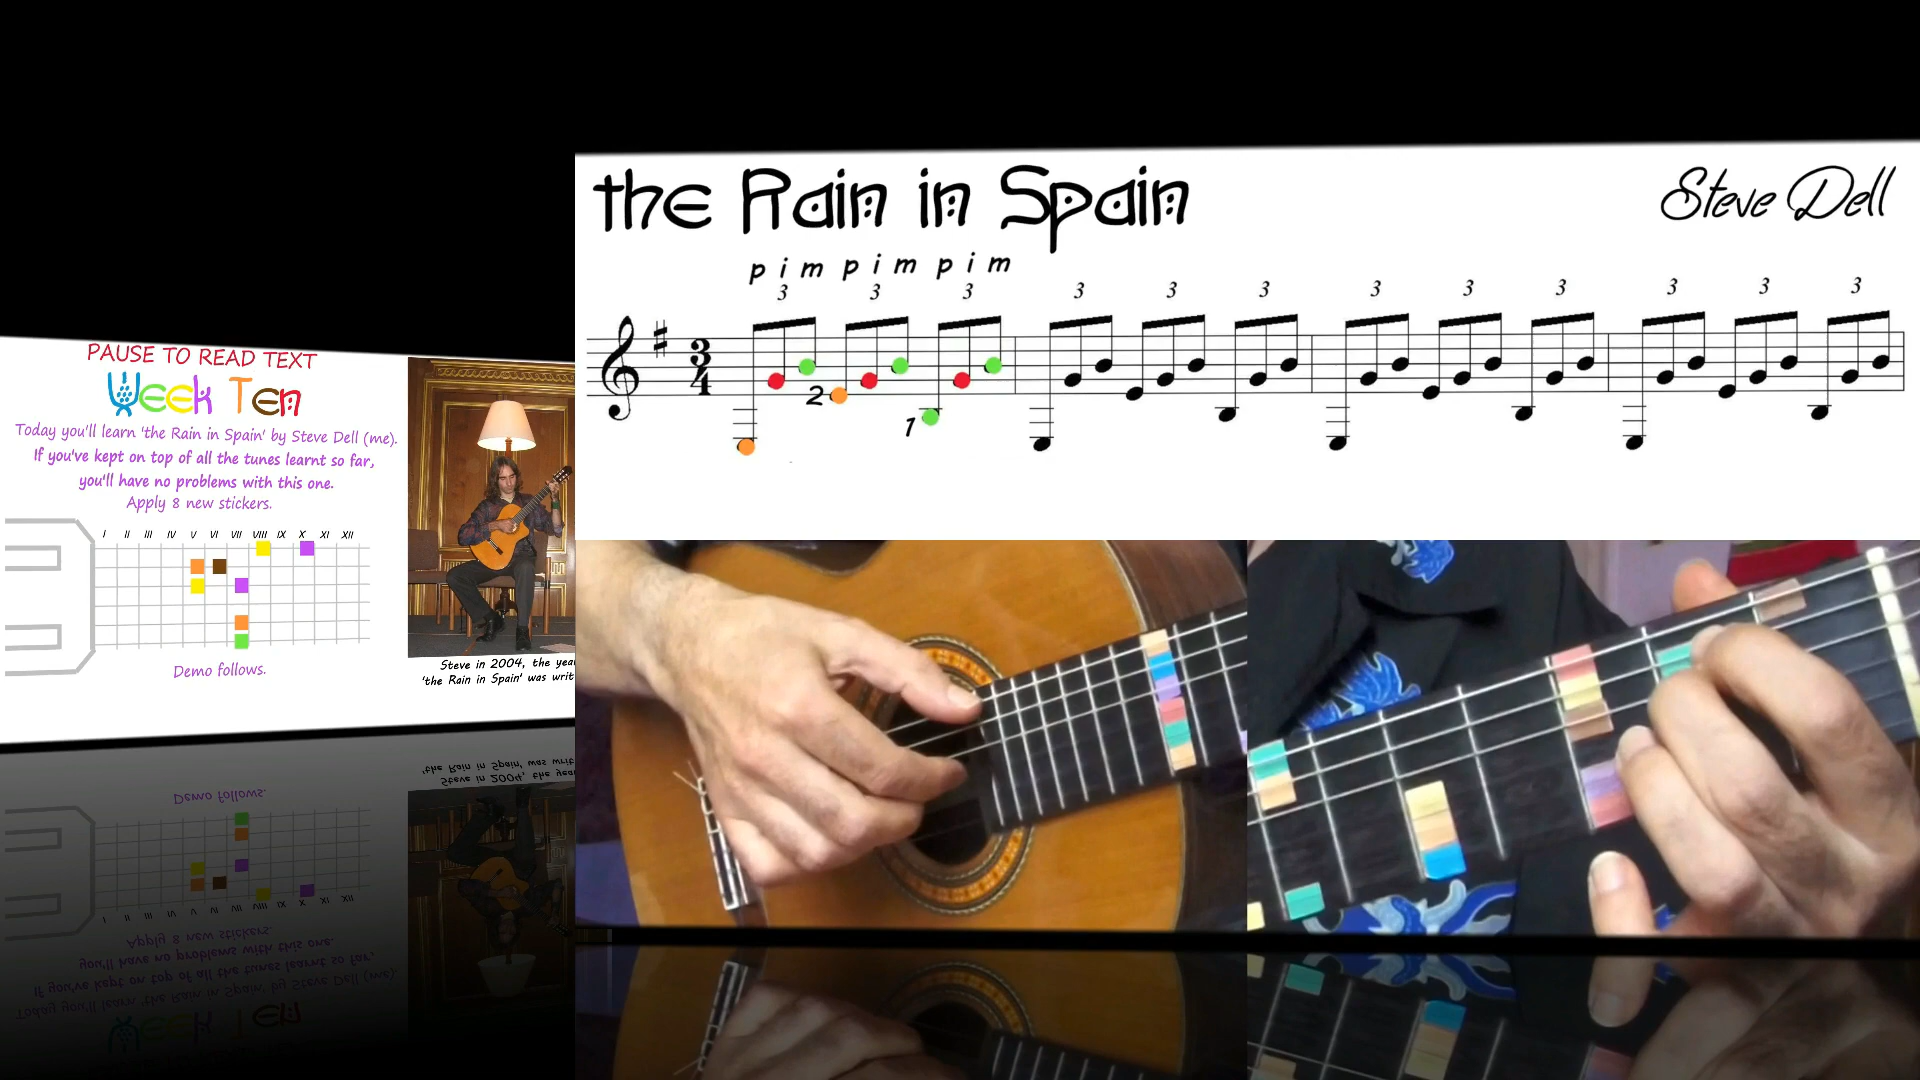 PAUSE TO READ TEXT
Week Ten
Today you'll learn 'the Rain in Spain' by Steve Dell (me).
If you've kept on top of all the tunes learnt so far,
you'll have no problems with this one.
Apply 8 new stickers.
I II III IV V VI VII VIII IX X XI XII
Demo follows.
Steve in 2004, the
'the Rain in Spain' was
the Rain in Spain
Steve Dell
p i m p i m p i m
3 3 3 3 3 3 3 3 3 3 3 3
3
4
2
1